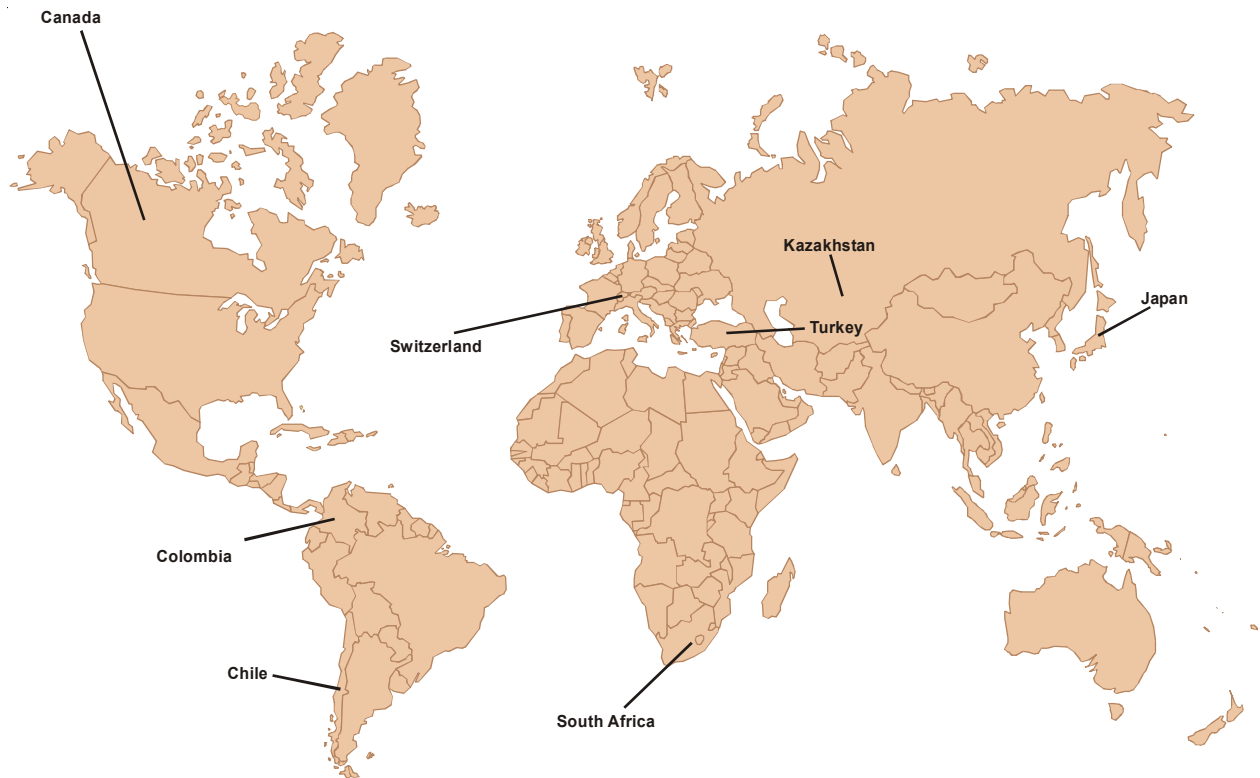 Canada
Kazakhstan
Japan
Turkey
Switzerland
Colombia
Chile
South Africa